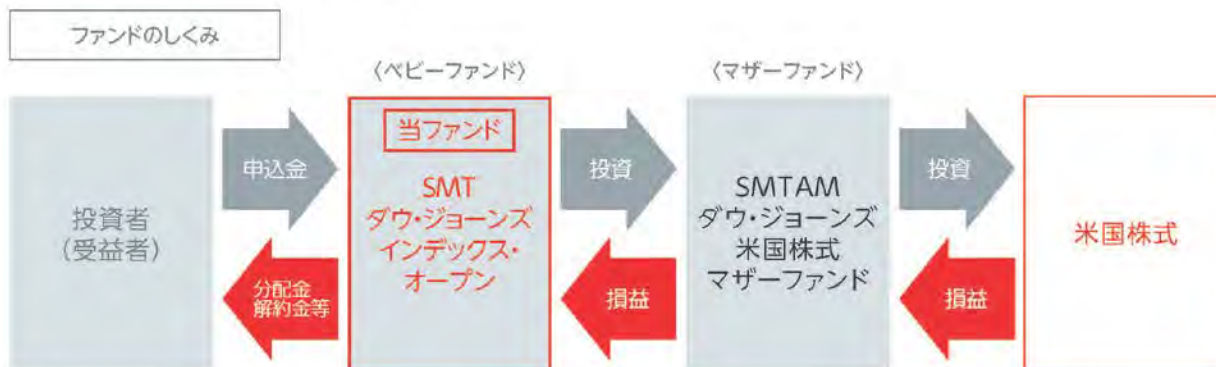 ファンドのしくみ
〈ベビーファンド〉
〈マザーファンド〉
投資者
(受益者)
申込金
分配金
解約金等
当ファンド
SMT
ダウ・ジョーンズ
インデックス・
オープン
投資
損益
SMTAM
ダウ・ジョーンズ
米国株式
マザーファンド
投資
損益
米国株式